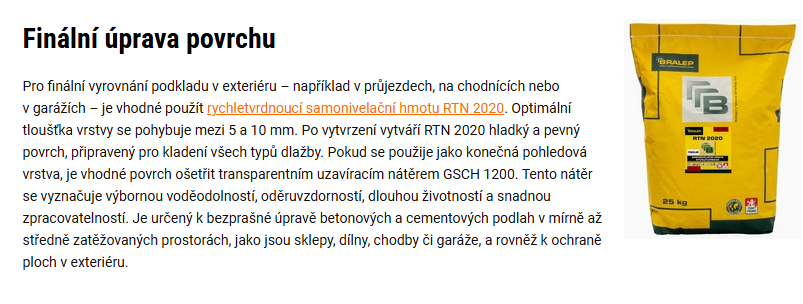 Finální úprava povrchu
Pro finální vyrovnání podkladu v exteriéru – například v průjezdech, na chodnících nebo
v garážích – je vhodné použít rychletvrdnoucí samonivelační hmotu RTN 2020. Optimální
tloušťka vrstvy se pohybuje mezi 5 a 10 mm. Po vytvrzení vytváří RTN 2020 hladký a pevný
povrch, připravený pro kladení všech typů dlažby. Pokud se použije jako konečná pohledová
vrstva, je vhodné povrch ošetřit transparentním uzavíracím nátěrem GSCH 1200. Tento nátěr
se vyznačuje výbornou voděodolností, oděruvzdorností, dlouhou životností a snadnou
zpracovatelností. Je určený k bezprašné úpravě betonových a cementových podlah v mírně až
středně zatěžovaných prostorách, jako jsou sklepy, dílny, chodby či garáže, a rovněž k ochraně
ploch v exteriéru.
BRALEP
B
BRALEP
RTN 2020
25 kg